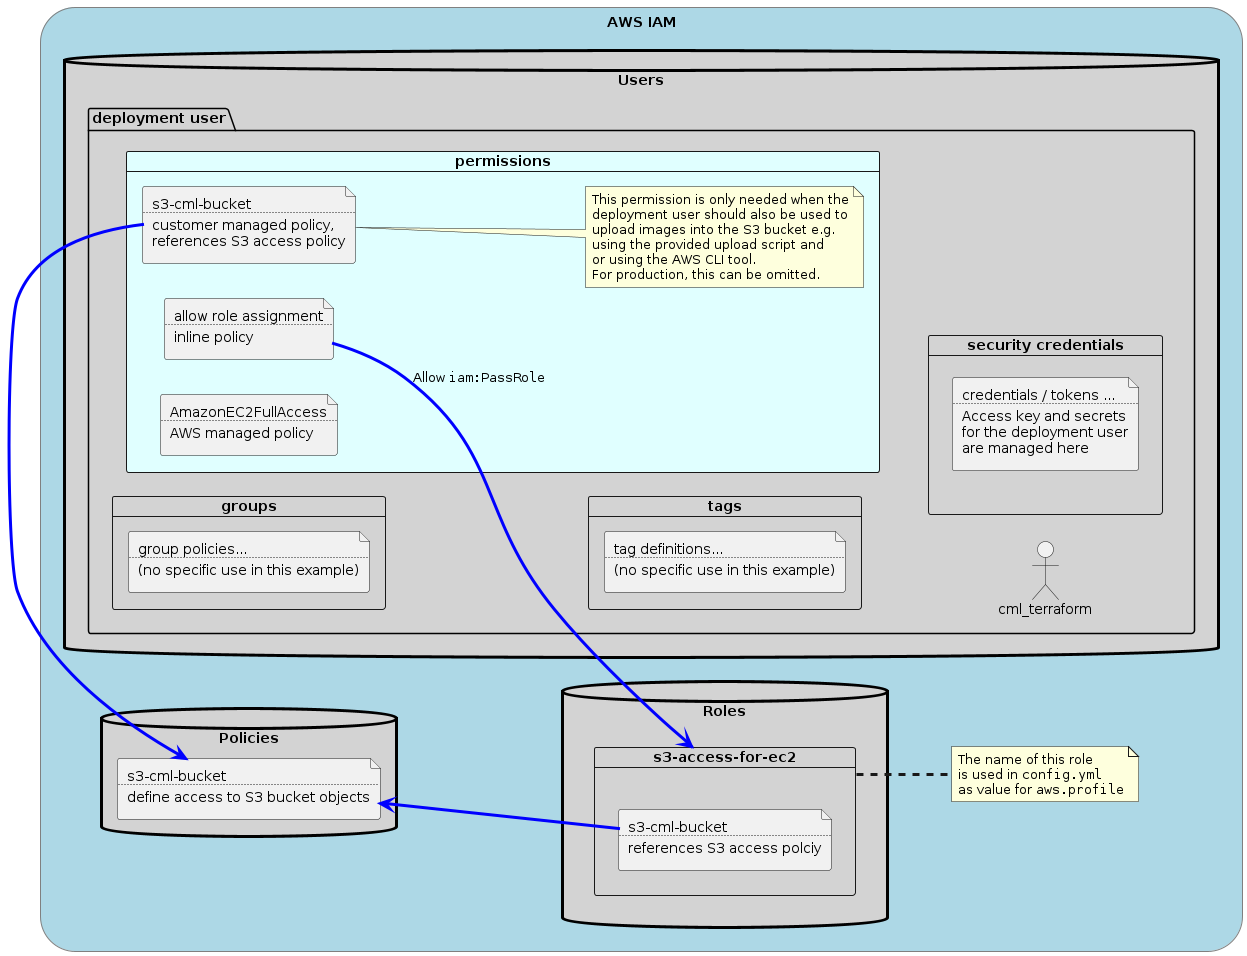 AWS IAM
Users
deployment user
permissions
s3-cml-bucket
customer managed policy,
references S3 access policy
This permission is only needed when the
deployment user should also be used to
upload images into the S3 bucket e.g.
using the provided upload script and
or using the AWS CLI tool.
For production, this can be omitted.
allow role assignment
inline policy
Allow iam:PassRole
AmazonEC2FullAccess
AWS managed policy
security credentials
credentials / tokens ...
Access key and secrets
for the deployment user
are managed here
groups
group policies...
(no specific use in this example)
tags
tag definitions...
(no specific use in this example)
cml_terraform
Policies
s3-cml-bucket
define access to S3 bucket objects
Roles
s3-access-for-ec2
s3-cml-bucket
references S3 access polciy
The name of this role
is used in config.yml
as value for aws.profile